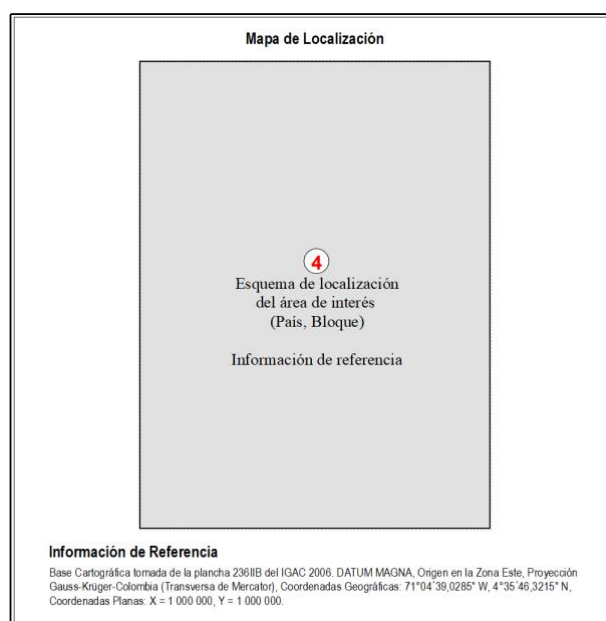 Mapa de Localización
4
Esquema de localización
del área de interés
(País, Bloque)
Información de referencia
Información de Referencia
Base Cartográfica tomada de la plancha 236IIB del IGAC 2006. DATUM MAGNA, Origen en la Zona Este, Proyección
Gauss-Krüger-Colombia (Transversa de Mercator), Coordenadas Geográficas: 71°04´39,0285" W, 4°35´46,3215" N,
Coordenadas Planas: X = 1 000 000, Y = 1 000 000.